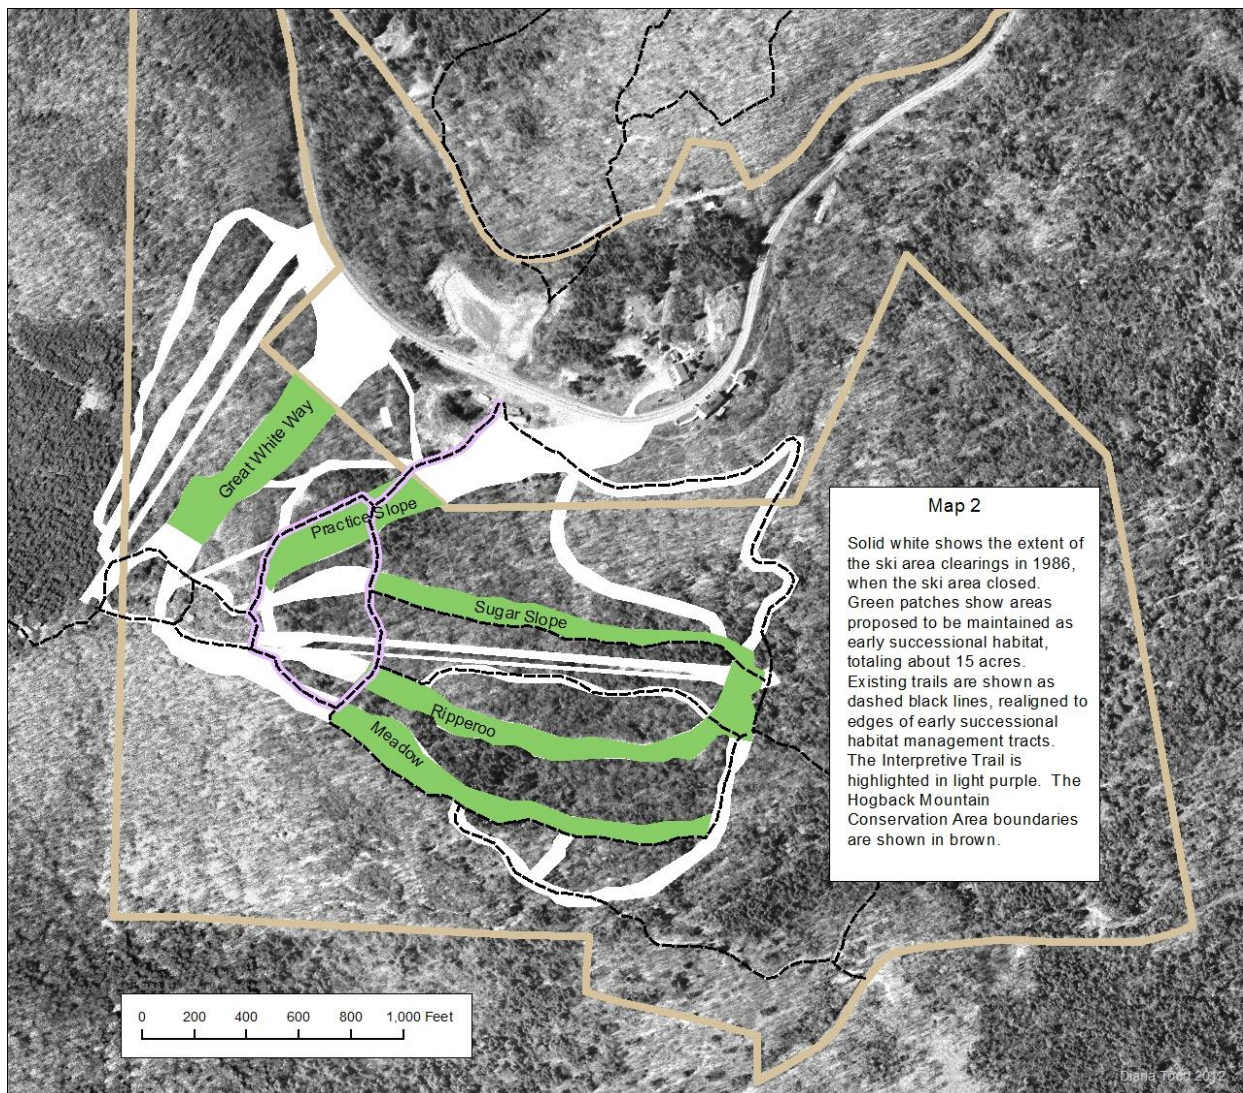 Great White Way
Practice Slope
Sugar Slope
Ripperoo
Meadow
Map 2
Solid white shows the extent of
the ski area clearings in 1986,
when the ski area closed.
Green patches show areas
proposed to be maintained as
early successional habitat,
totaling about 15 acres.
Existing trails are shown as
dashed black lines, realigned to
edges of early successional
habitat management tracts.
The Interpretive Trail is
highlighted in light purple. The
Hogback Mountain
Conservation Area boundaries
are shown in brown.
0 200 400 600 800 1,000 Feet
Diana Todd 2012